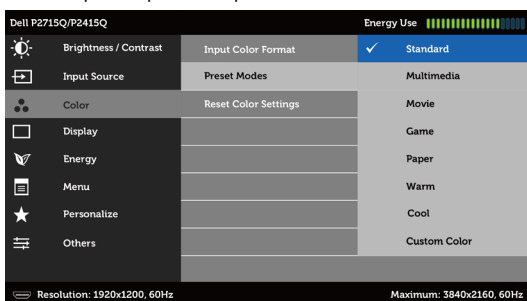 Dell P2715Q/P2415Q Energy Use
Brightness / Contrast Input Color Format Standard
Input Source Preset Modes Multimedia
Color Reset Color Settings Movie
Display Game
Energy Paper
Menu Warm
Personalize Cool
Others Custom Color
Resolution: 1920x1200, 60Hz Maximum: 3840x2160, 60Hz